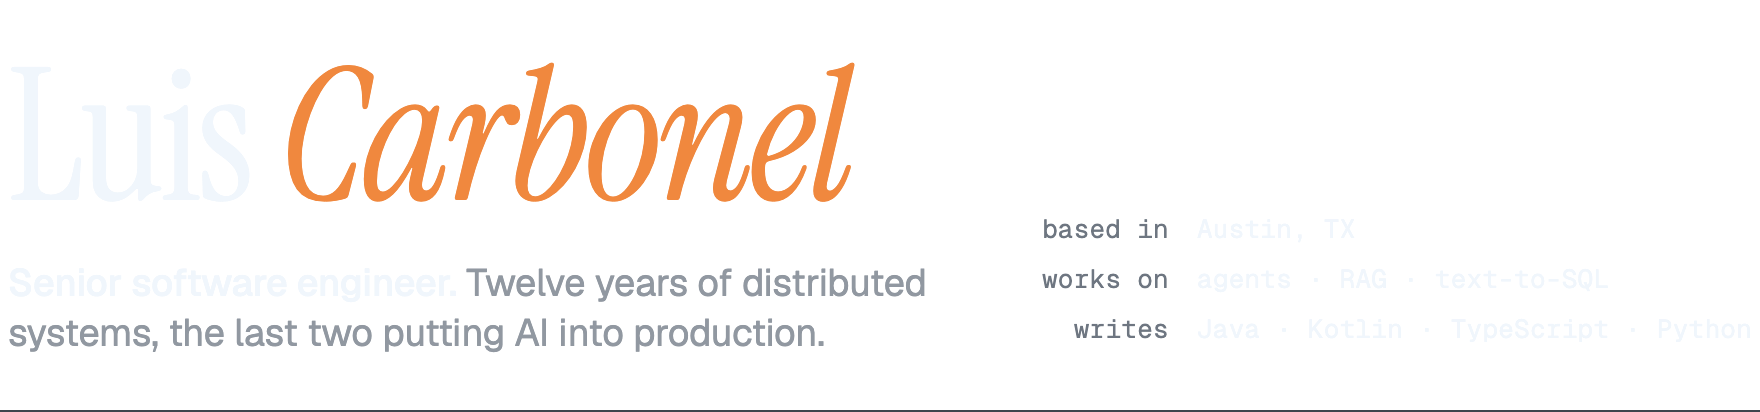 Luis Carbonel
Senior software engineer. Twelve years of distributed
systems, the last two putting AI into production.
based in Austin, TX
works on agents · RAG · text-to-SQL
writes Java · Kotlin · TypeScript · Python